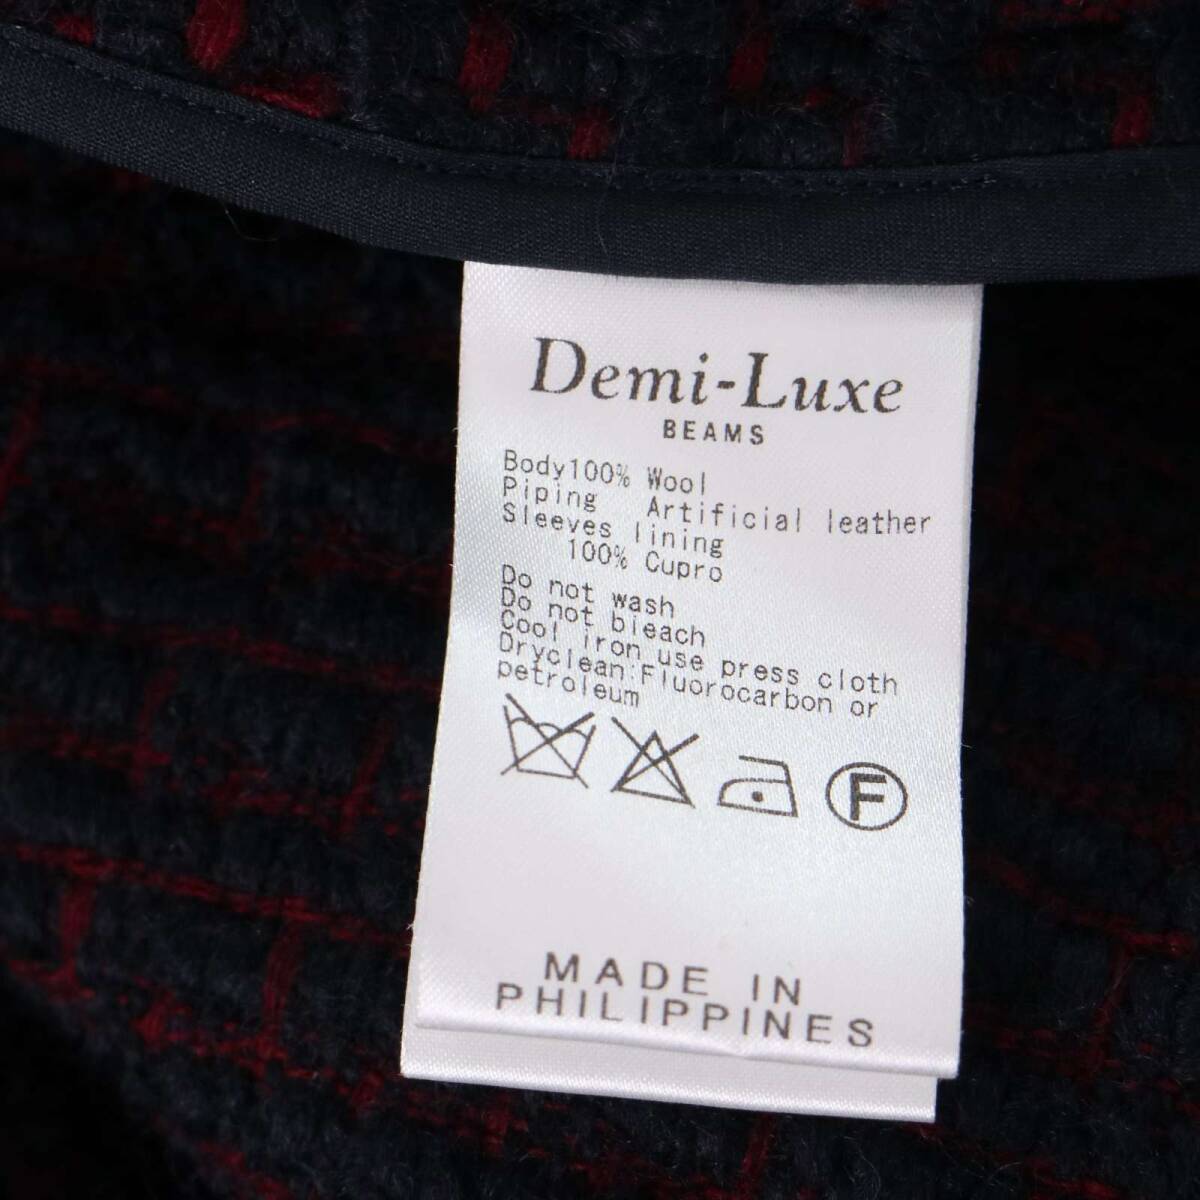 Demi-Luxe
BEAMS
Body100% Wool
Piping Artificial leather
Sleeves lining
100% Cupro
Do not wash
Do not bleach
Cool iron use press cloth
Dryclean:Fluorocarbon or
petroleum
F
MADE IN
PHILIPPINES